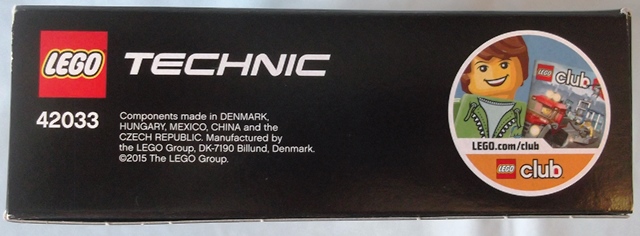 LEGO TECHNIC
42033
Components made in DENMARK,
HUNGARY, MEXICO, CHINA and the
CZECH REPUBLIC. Manufactured by
the LEGO Group, DK-7190 Billund, Denmark.
©2015 The LEGO Group.
LEGO club
LEGO.com/club
LEGO club